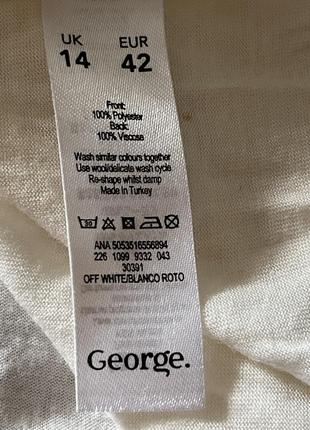 UK EUR
14 42
Front:
100% Polyester
Back:
100% Viscose
Wash similar colours together
Use wool/delicate wash cycle
Re-shape whilst damp
Made in Turkey
30
ANA 5053516556894
226 1099 9332 043
30391
OFF WHITE/BLANCO ROTO
George.